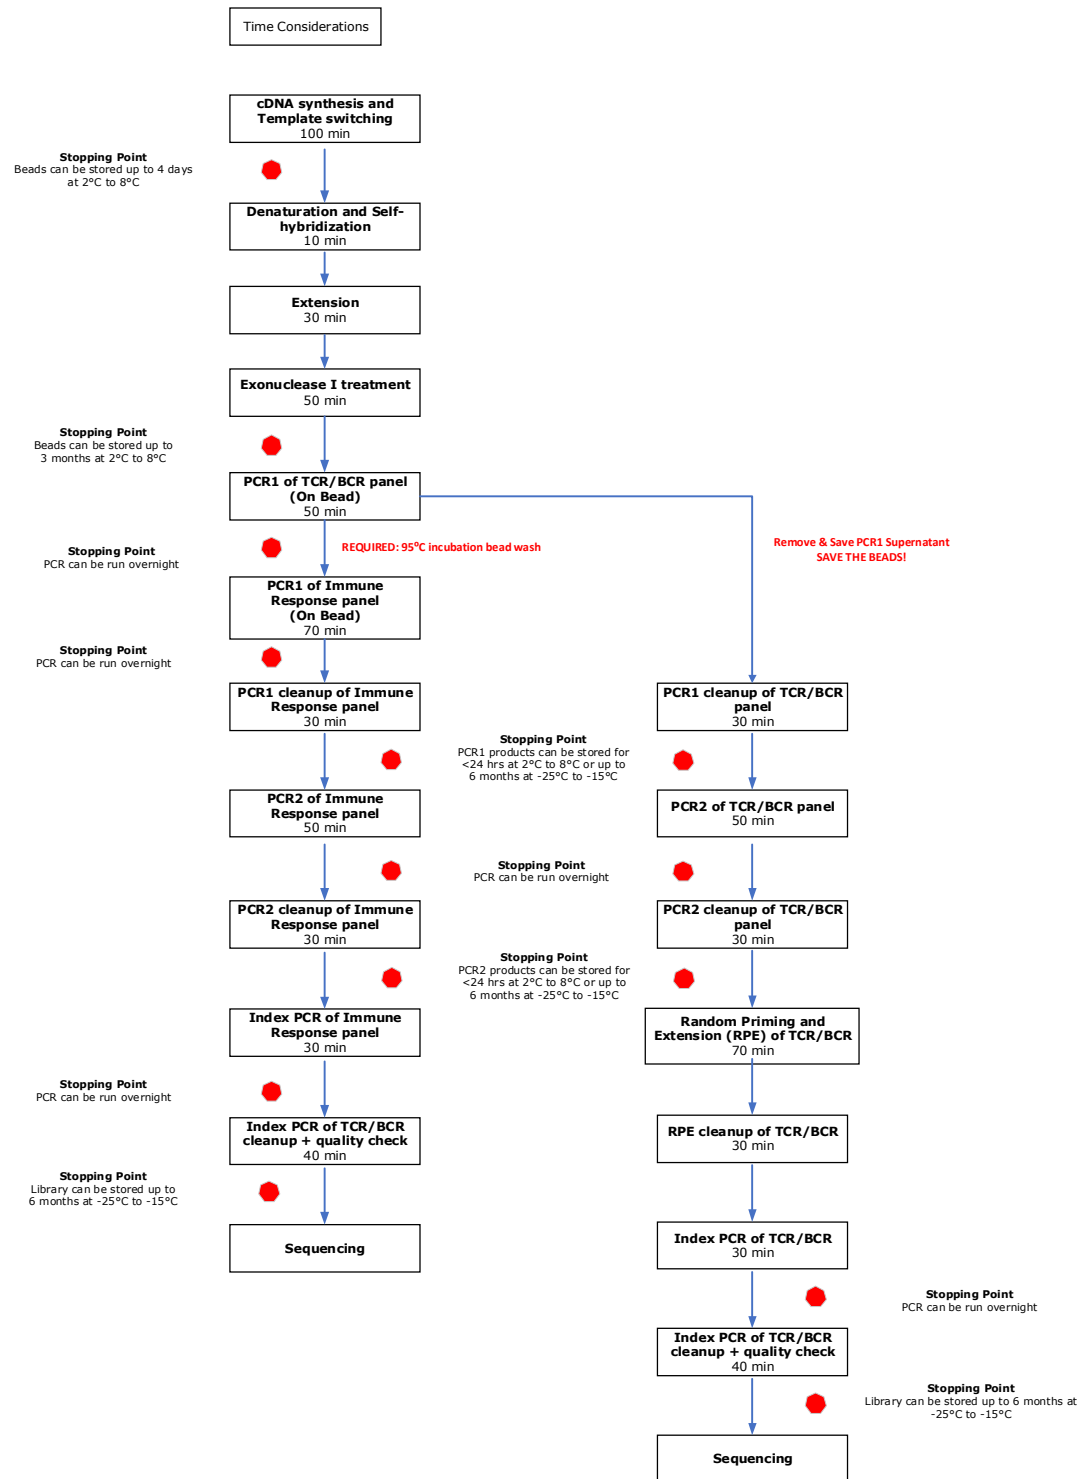 Time Considerations
cDNA synthesis and
Template switching
100 min
Stopping Point
Beads can be stored up to 4 days
at 2°C to 8°C
Denaturation and Self-
hybridization
10 min
Extension
30 min
Exonuclease I treatment
50 min
Stopping Point
Beads can be stored up to
3 months at 2°C to 8°C
PCR1 of TCR/BCR panel
(On Bead)
50 min
Stopping Point
PCR can be run overnight
REQUIRED: 95°C incubation bead wash
Remove & Save PCR1 Supernatant
SAVE THE BEADS!
PCR1 of Immune
Response panel
(On Bead)
70 min
Stopping Point
PCR can be run overnight
PCR1 cleanup of Immune
Response panel
30 min
PCR1 cleanup of TCR/BCR
panel
30 min
Stopping Point
PCR1 products can be stored for
<24 hrs at 2°C to 8°C or up to
6 months at -25°C to -15°C
PCR2 of Immune
Response panel
50 min
PCR2 of TCR/BCR panel
50 min
Stopping Point
PCR can be run overnight
PCR2 cleanup of Immune
Response panel
30 min
PCR2 cleanup of TCR/BCR
panel
30 min
Stopping Point
PCR2 products can be stored for
<24 hrs at 2°C to 8°C or up to
6 months at -25°C to -15°C
Index PCR of Immune
Response panel
30 min
Random Priming and
Extension (RPE) of TCR/BCR
70 min
Stopping Point
PCR can be run overnight
Index PCR of TCR/BCR
cleanup + quality check
40 min
RPE cleanup of TCR/BCR
30 min
Stopping Point
Library can be stored up to
6 months at -25°C to -15°C
Sequencing
Index PCR of TCR/BCR
30 min
Stopping Point
PCR can be run overnight
Index PCR of TCR/BCR
cleanup + quality check
40 min
Stopping Point
Library can be stored up to 6 months at
-25°C to -15°C
Sequencing